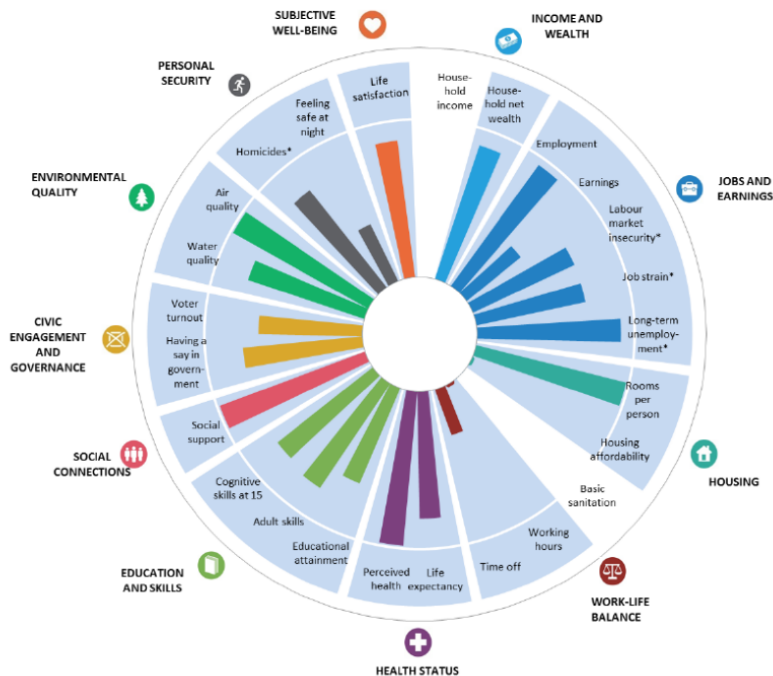 SUBJECTIVE
WELL-BEING
INCOME AND
WEALTH
PERSONAL
SECURITY
Life
satisfaction
House-
hold
income
House-
hold net
wealth
Feeling
safe at
night
Homicides*
Employment
Earnings
Labour
market
insecurity*
Job strain*
Long-term
unemploy-
ment*
JOBS AND
EARNINGS
ENVIRONMENTAL
QUALITY
Air
quality
Water
quality
CIVIC
ENGAGEMENT
AND
GOVERNANCE
Voter
turnout
Having a
say in
govern-
ment
Rooms
per
person
Housing
affordability
Basic
sanitation
HOUSING
SOCIAL
CONNECTIONS
Social
support
Cognitive
skills at 15
Adult skills
Educational
attainment
EDUCATION
AND SKILLS
Perceived
health
Life
expectancy
Time off
Working
hours
WORK-LIFE
BALANCE
HEALTH STATUS